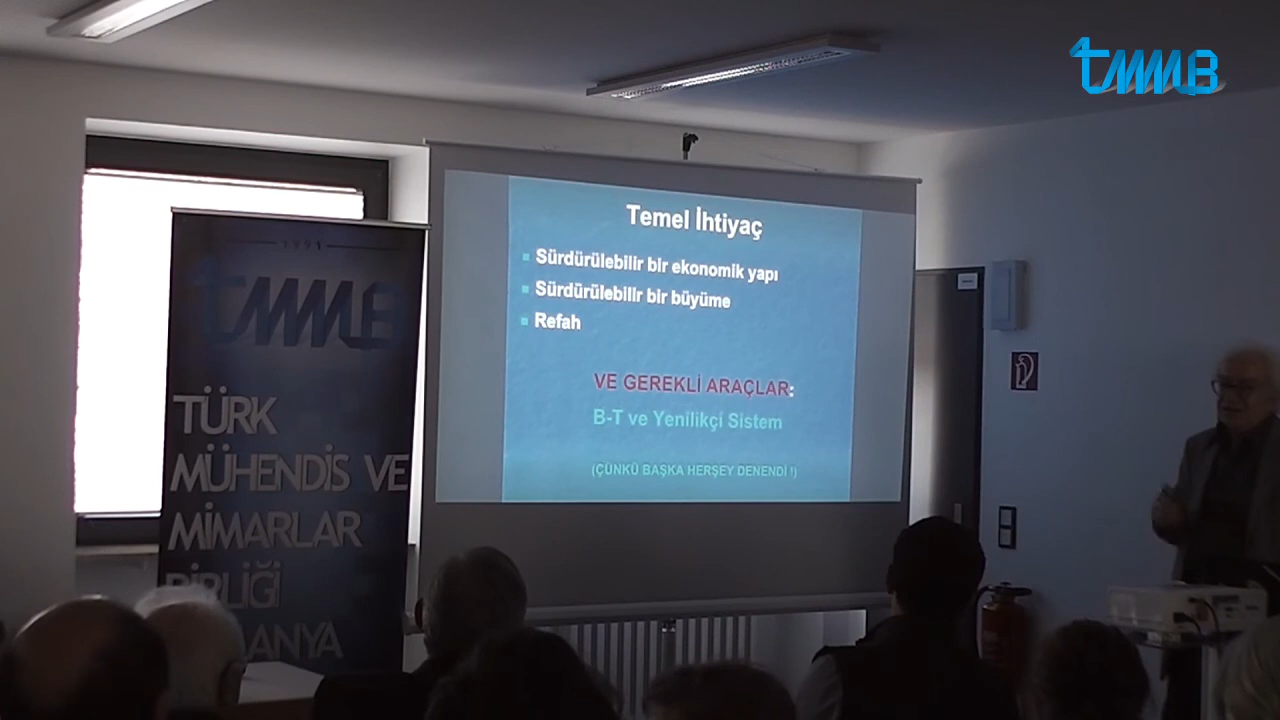 tmmb
1991
tmmb
TÜRK
MÜHENDİS VE
MİMARLAR
BİRLİĞİ
Temel İhtiyaç
Sürdürülebilir bir ekonomik yapı
Sürdürülebilir bir büyüme
Refah
VE GEREKLİ ARAÇLAR:
B-T ve Yenilikçi Sistem
(ÇÜNKÜ BAŞKA HERŞEY DENENDİ !)